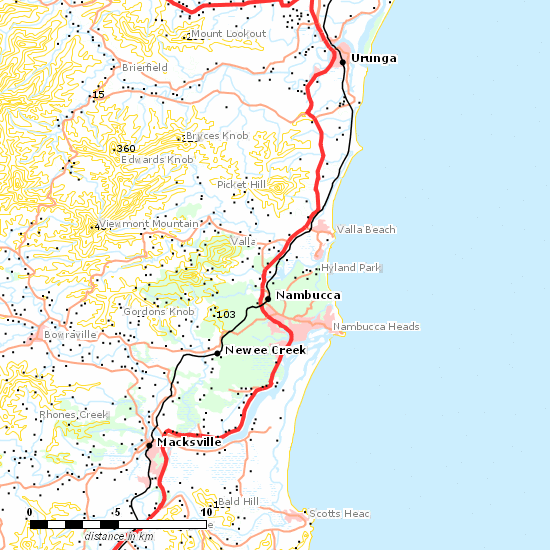 Mount Lookout
Urunga
Brierfield
15
Bryces Knob
360
Edwards Knob
Picket Hill
Viewmont Mountain
Valla Beach
Valla
Hyland Park
Nambucca
Gordons Knob
103
Nambucca Heads
Bowraville
Newee Creek
Rhones Creek
Macksville
Bald Hill
0
10
Scotts Heac
distance in km